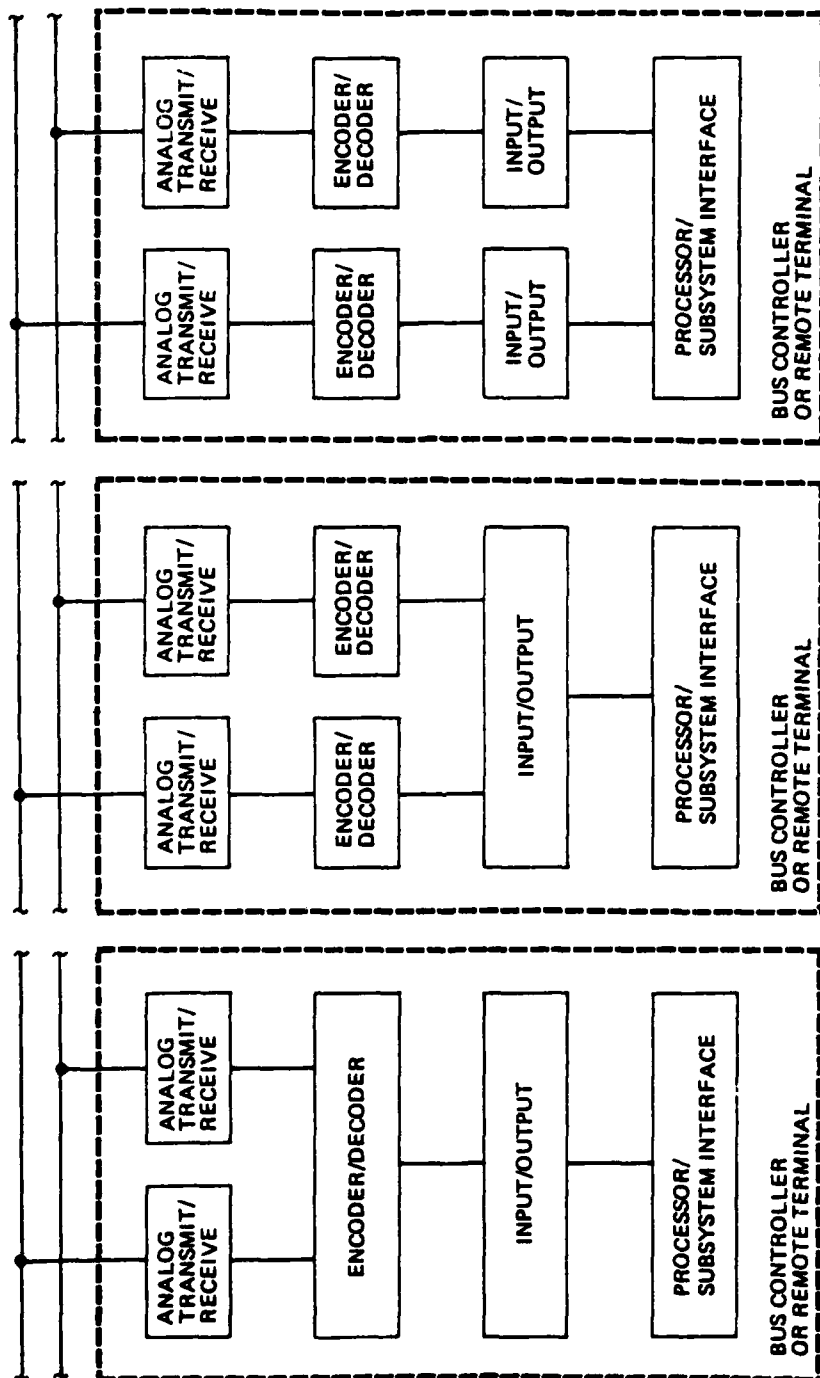 ANALOG
TRANSMIT/
RECEIVE
ANALOG
TRANSMIT/
RECEIVE
ENCODER/DECODER
INPUT/OUTPUT
PROCESSOR/
SUBSYSTEM INTERFACE
BUS CONTROLLER
OR REMOTE TERMINAL
ANALOG
TRANSMIT/
RECEIVE
ANALOG
TRANSMIT/
RECEIVE
ENCODER/
DECODER
ENCODER/
DECODER
INPUT/OUTPUT
PROCESSOR/
SUBSYSTEM INTERFACE
BUS CONTROLLER
OR REMOTE TERMINAL
ANALOG
TRANSMIT/
RECEIVE
ANALOG
TRANSMIT/
RECEIVE
ENCODER/
DECODER
ENCODER/
DECODER
INPUT/
OUTPUT
INPUT/
OUTPUT
PROCESSOR/
SUBSYSTEM INTERFACE
BUS CONTROLLER
OR REMOTE TERMINAL